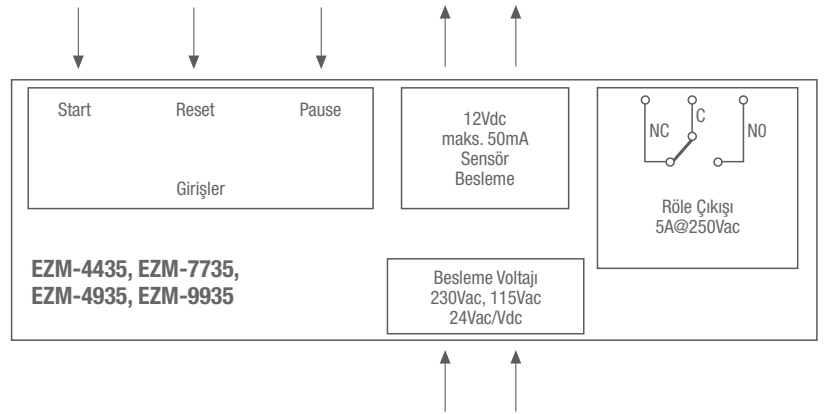 Start Reset Pause
Girişler
12Vdc
maks. 50mA
Sensör
Besleme
NC C NO
Röle Çıkışı
5A@250Vac
EZM-4435, EZM-7735,
EZM-4935, EZM-9935
Besleme Voltajı
230Vac, 115Vac
24Vac/Vdc